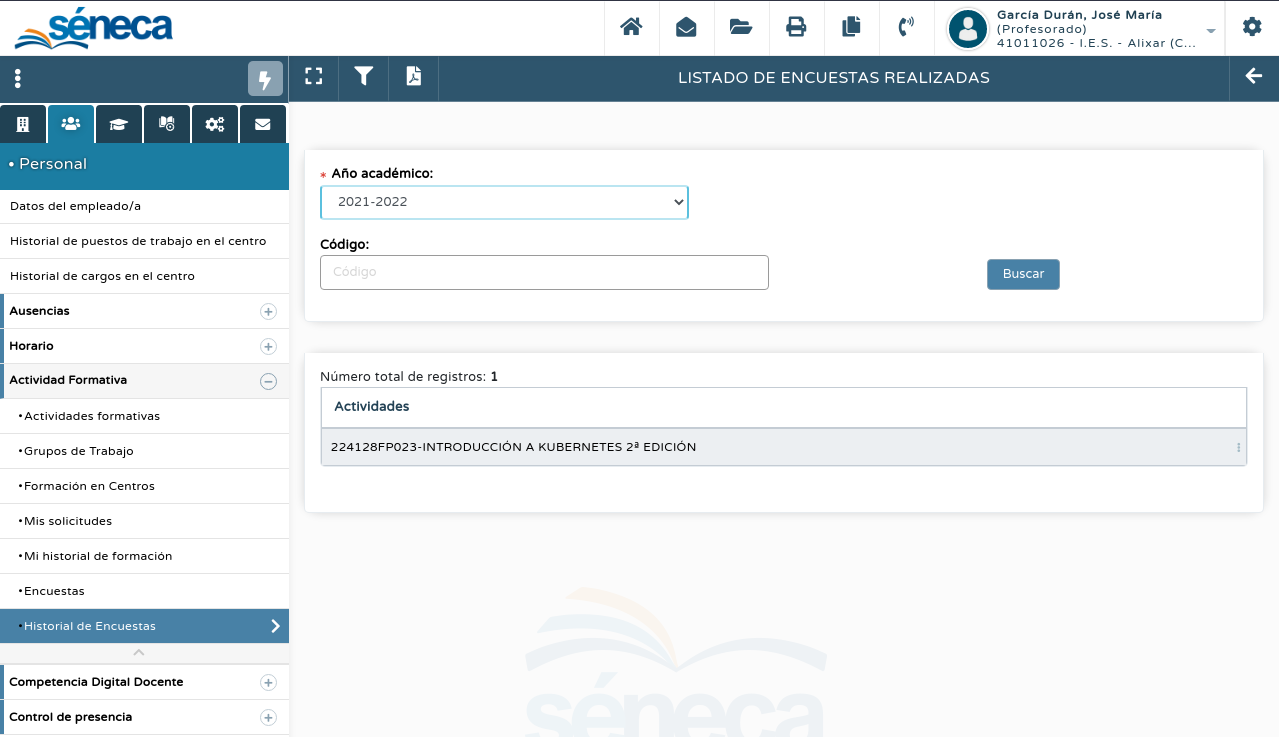 séneca
García Durán, José María
(Profesorado)
41011026 - I.E.S. - Alixar (C...
LISTADO DE ENCUESTAS REALIZADAS
• Personal
Datos del empleado/a
Historial de puestos de trabajo en el centro
Historial de cargos en el centro
Ausencias
Horario
Actividad Formativa
•Actividades formativas
•Grupos de Trabajo
•Formación en Centros
•Mis solicitudes
•Mi historial de formación
•Encuestas
•Historial de Encuestas
Competencia Digital Docente
Control de presencia
* Año académico:
2021-2022
Código:
Código
Buscar
Número total de registros: 1
Actividades
224128FP023-INTRODUCCIÓN A KUBERNETES 2ª EDICIÓN
séneca